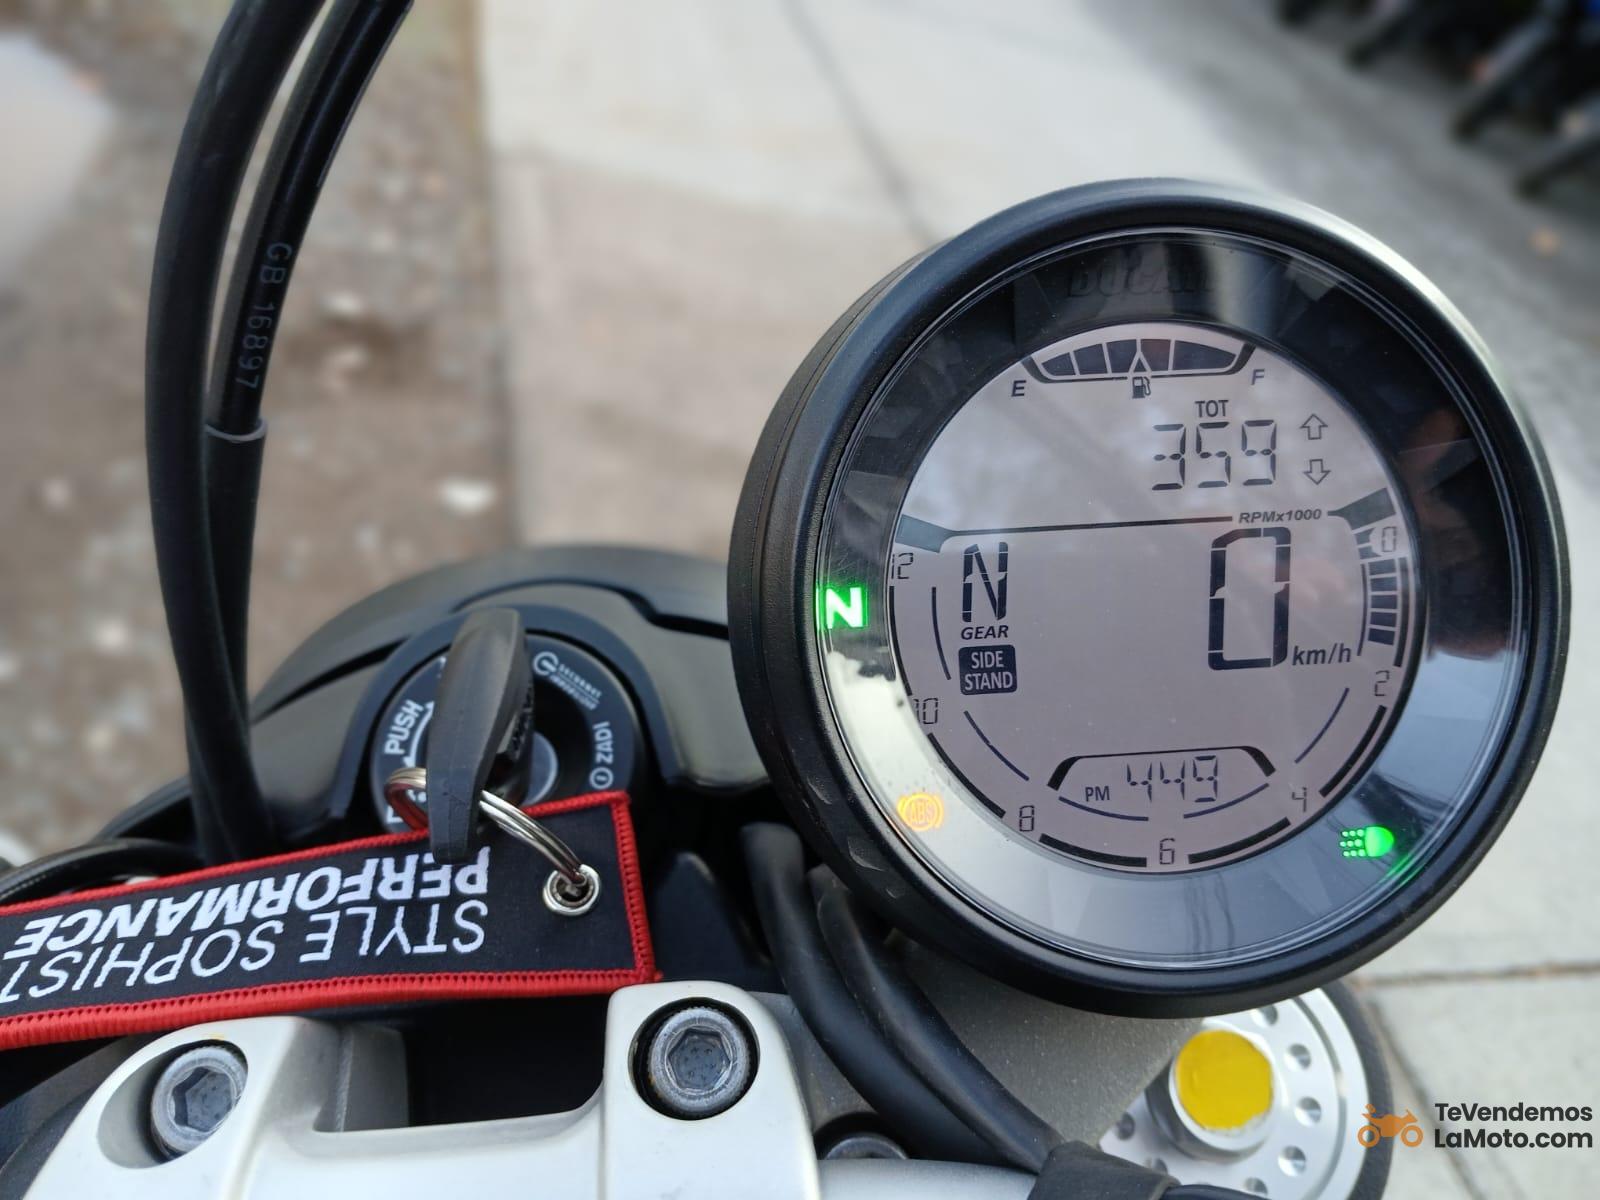 GB 16897
DUCATI
E
F
TOT
359
RPMx1000
0
12
N
0
N
GEAR
km/h
SIDE
STAND
2
10
PM 449
4
ABS
8
6
PUSH
ZADI
STYLE SOPHIST
PERFORMANCE
TeVendemos
LaMoto.com